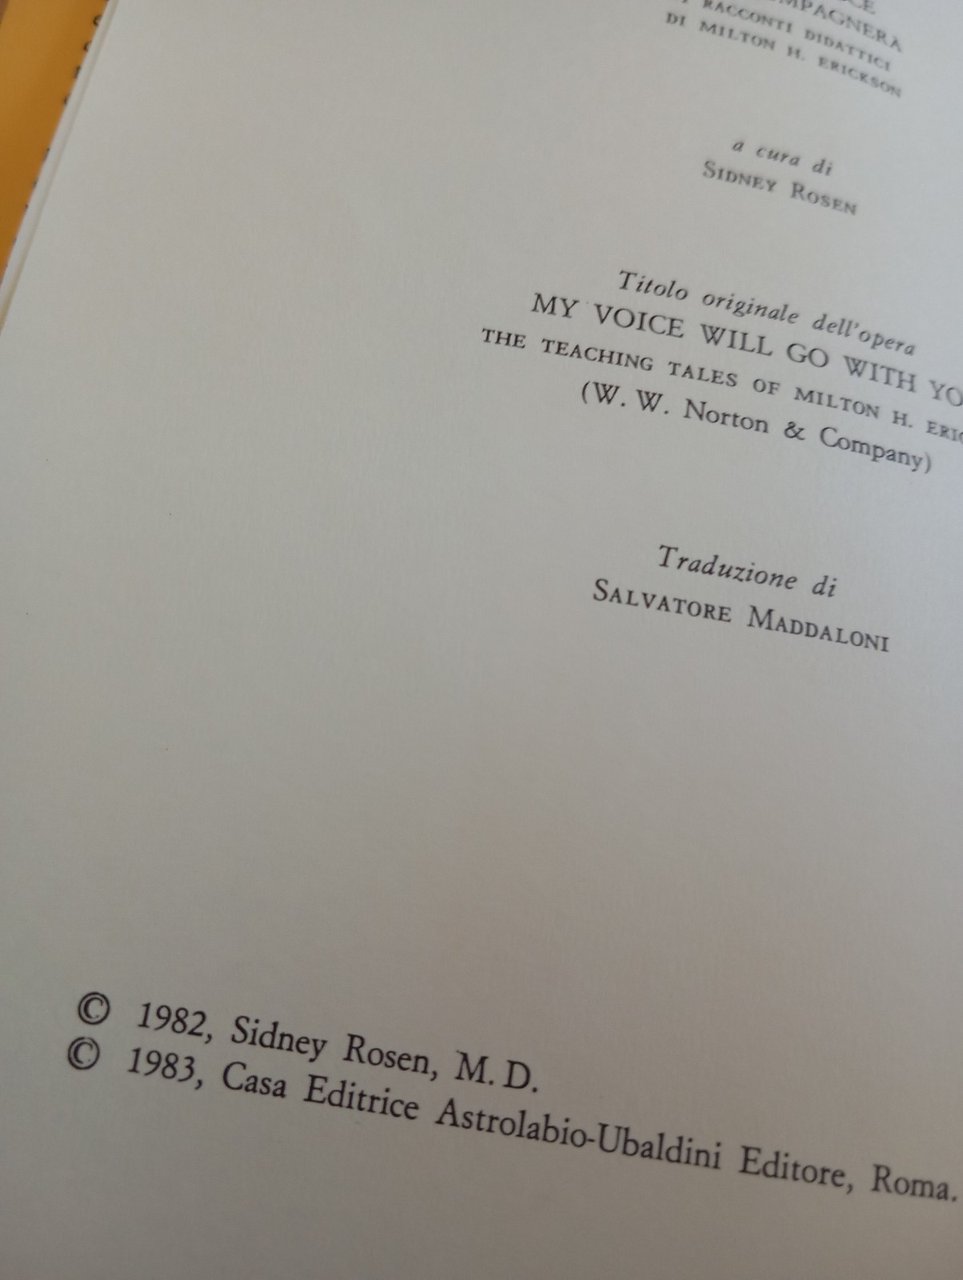 DI MILTON H. ERICKSON
RACCONTI DIDATTICI
a cura di
SIDNEY ROSEN
Titolo originale dell'opera
MY VOICE WILL GO WITH
THE TEACHING TALES OF MILTON H.
(W. W. Norton & Company)
Traduzione di
SALVATORE MADDALONI
© 1982, Sidney Rosen, M. D.
© 1983, Casa Editrice Astrolabio-Ubaldini Editore, Roma.